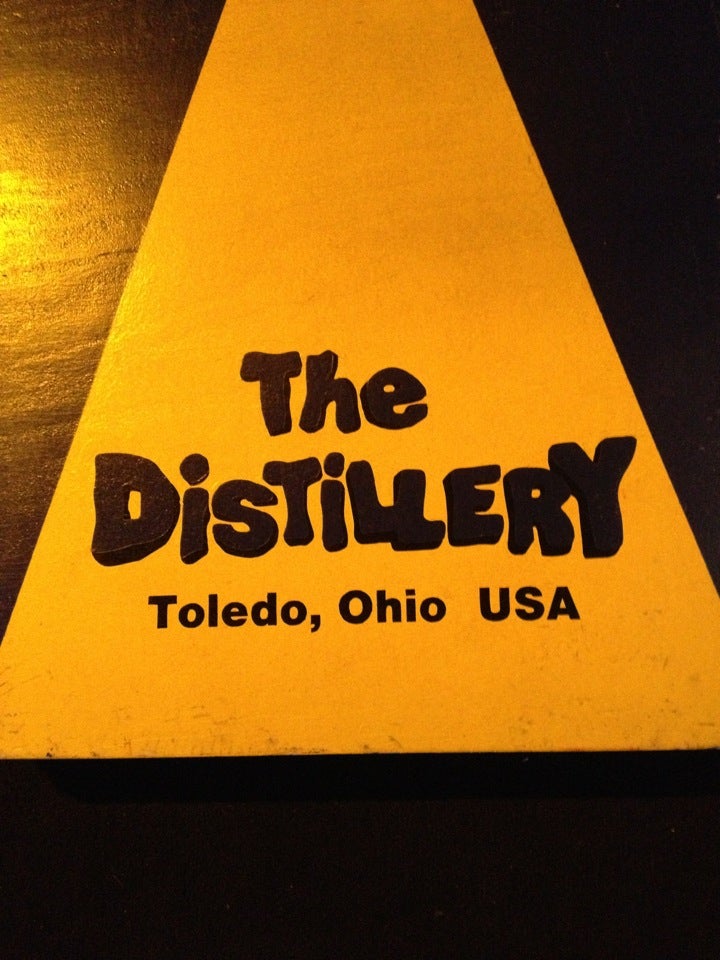 The
DiSTiLLERY
Toledo, Ohio USA